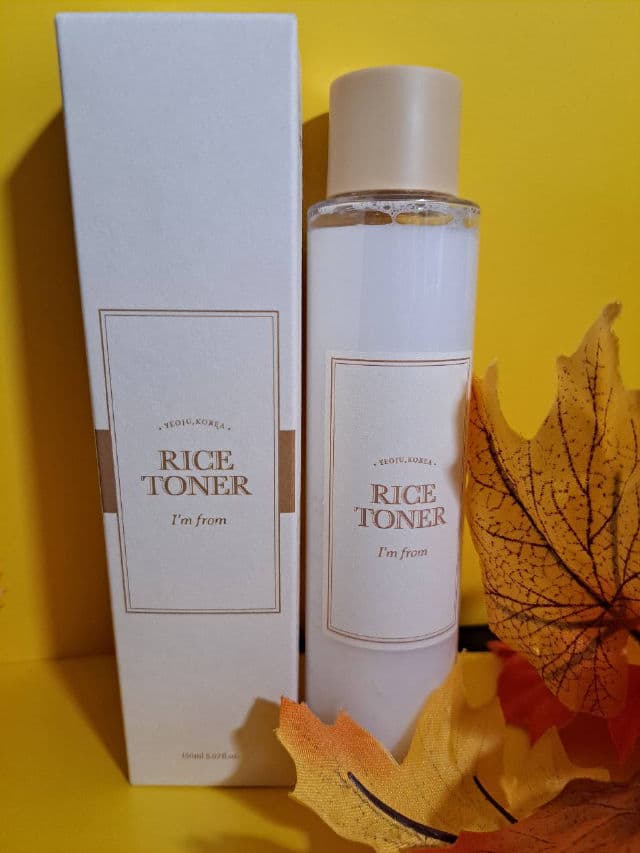 · YEOJU, KOREA ·
RICE
TONER
I'm from
150ml 5.07fl.oz.
· YEOJU, KOREA ·
RICE
TONER
I'm from